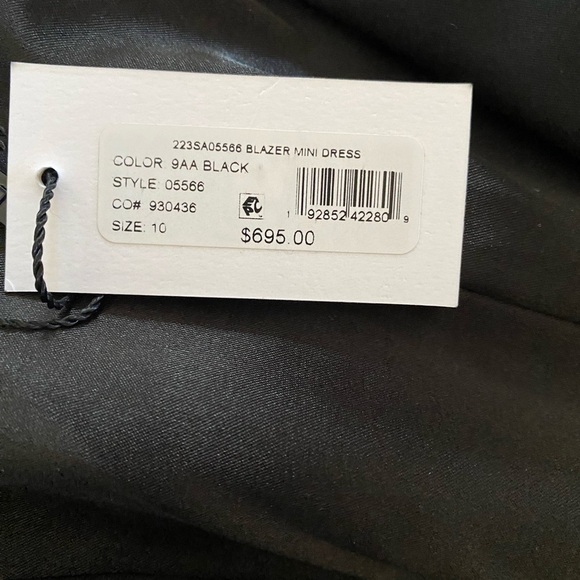 223SA05566 BLAZER MINI DRESS
COLOR: 9AA BLACK
STYLE: 05566
CO# 930436
SIZE: 10
1 92852 42280 9
$695.00